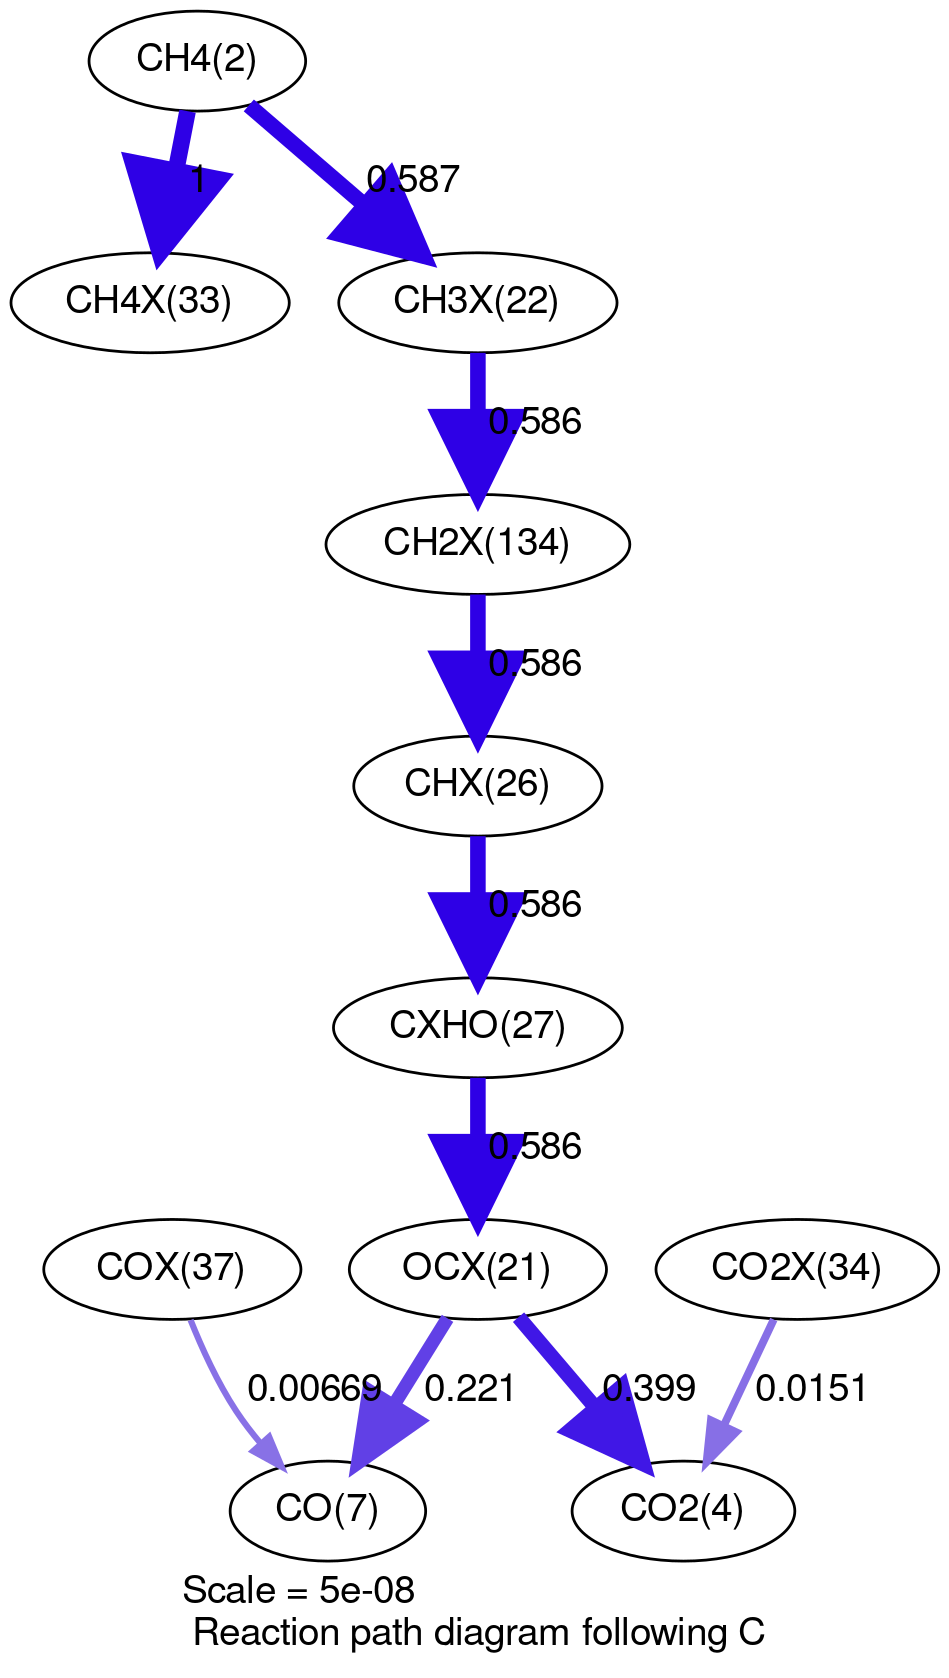 CH4(2)
1
0.587
CH4X(33)
CH3X(22)
0.586
CH2X(134)
0.586
CHX(26)
0.586
CXHO(27)
0.586
COX(37)
OCX(21)
CO2X(34)
0.00669
0.221
0.399
0.0151
CO(7)
CO2(4)
Scale = 5e-08
Reaction path diagram following C